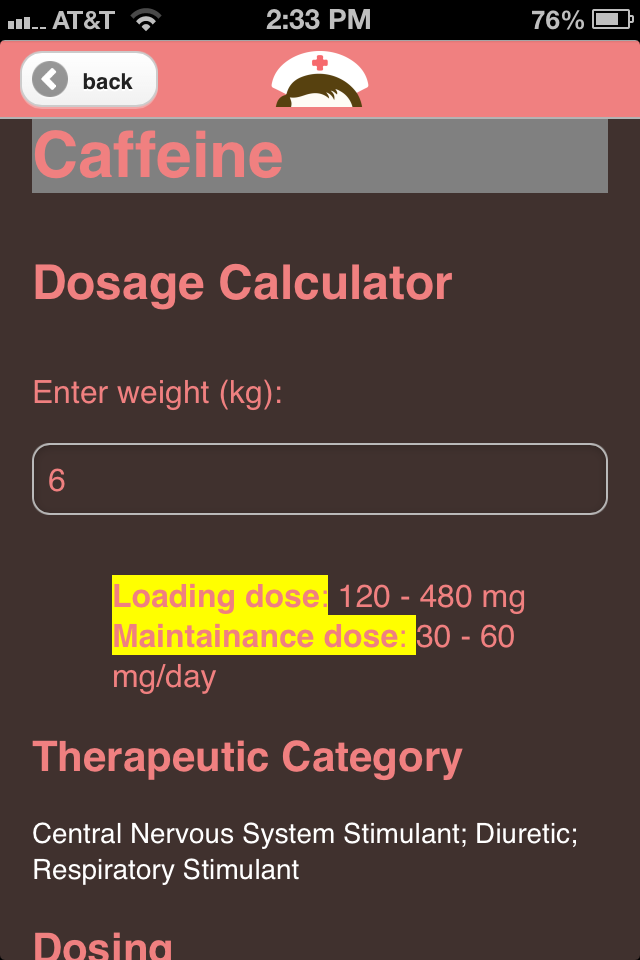 AT&T 2:33 PM 76%
back
Caffeine
Dosage Calculator
Enter weight (kg):
6
Loading dose: 120 - 480 mg
Maintainance dose: 30 - 60
mg/day
Therapeutic Category
Central Nervous System Stimulant; Diuretic;
Respiratory Stimulant
Dosing